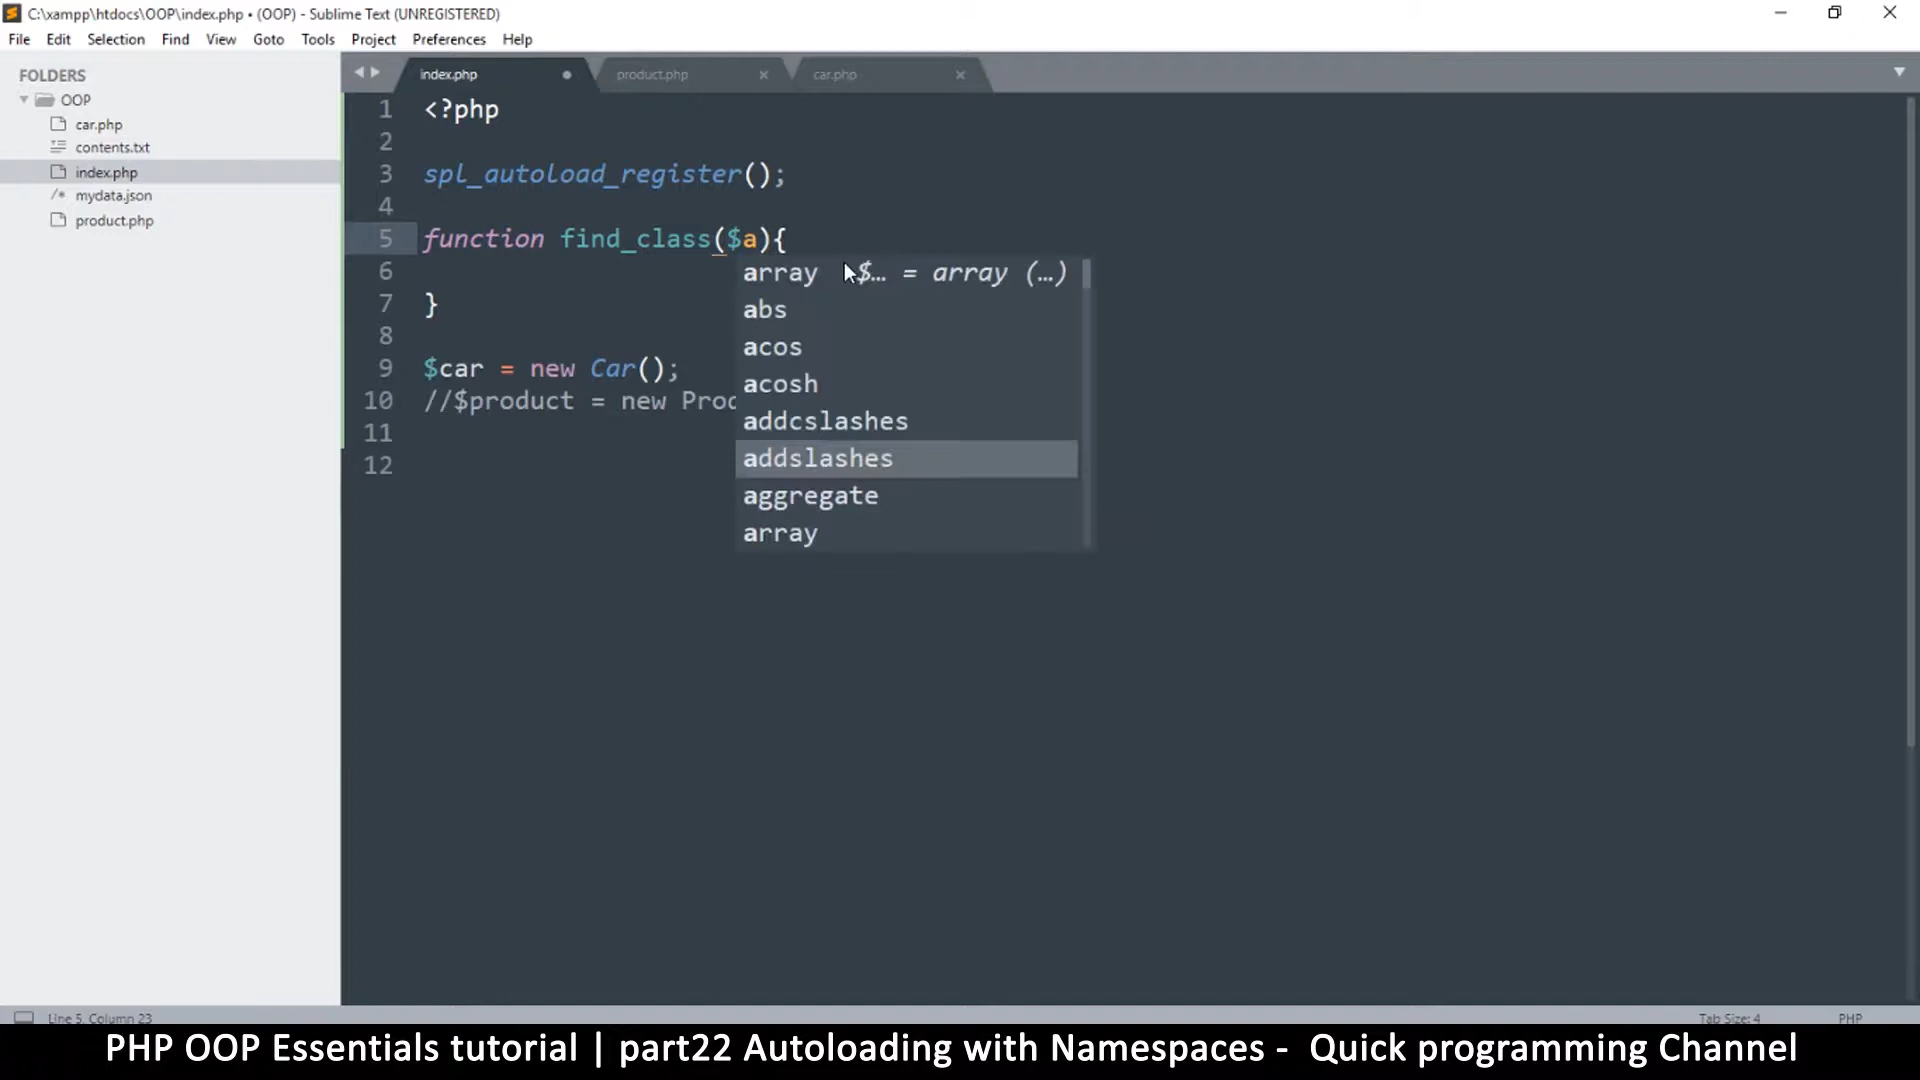 C:\xampp\htdocs\OOP\index.php • (OOP) - Sublime Text (UNREGISTERED)
File Edit Selection Find View Goto Tools Project Preferences Help
FOLDERS
OOP
car.php
contents.txt
index.php
/* mydata.json
product.php
index.php product.php car.php
1 <?php
2
3 spl_autoload_register();
4
5 function find_class($a){
6
7 }
8
9 $car = new Car();
10 //$product = new Prod
11
12
array $… = array (…)
abs
acos
acosh
addcslashes
addslashes
aggregate
array
Line 5, Column 23 Tab Size: 4 PHP
PHP OOP Essentials tutorial | part22 Autoloading with Namespaces - Quick programming Channel